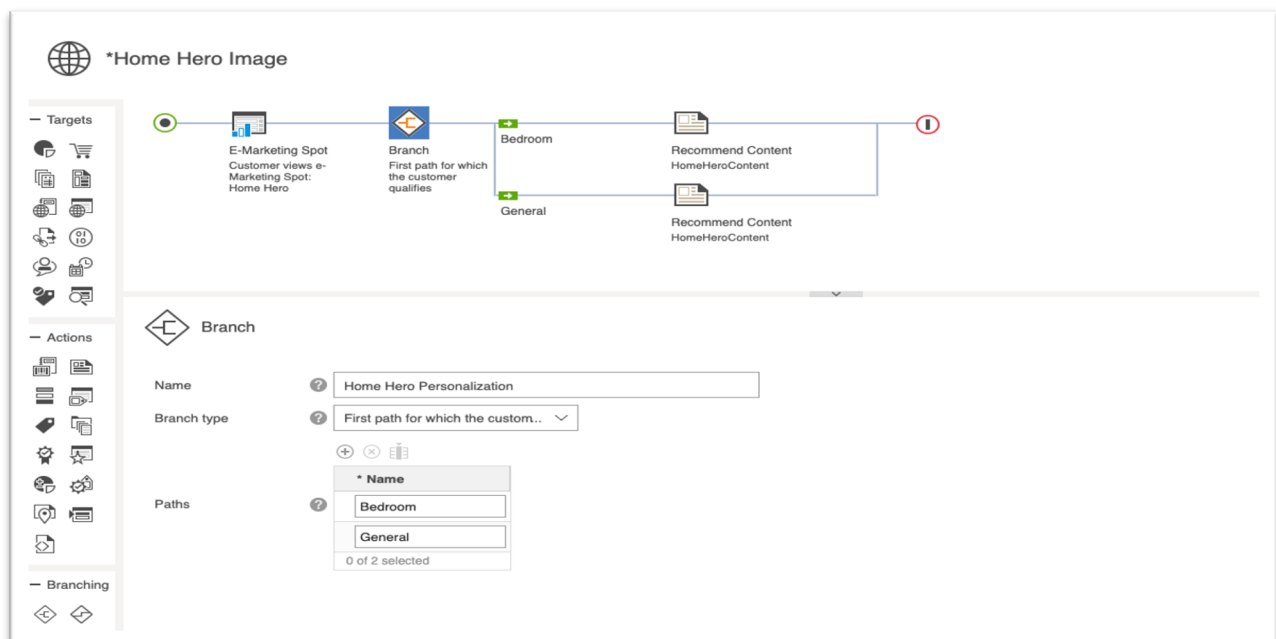 *Home Hero Image
Targets
E-Marketing Spot
Customer views e-
Marketing Spot:
Home Hero
Branch
First path for which
the customer
qualifies
Bedroom
Recommend Content
HomeHeroContent
General
Recommend Content
HomeHeroContent
Actions
Branching
Branch
Name
Home Hero Personalization
Branch type
First path for which the custom...
* Name
Paths
Bedroom
General
0 of 2 selected